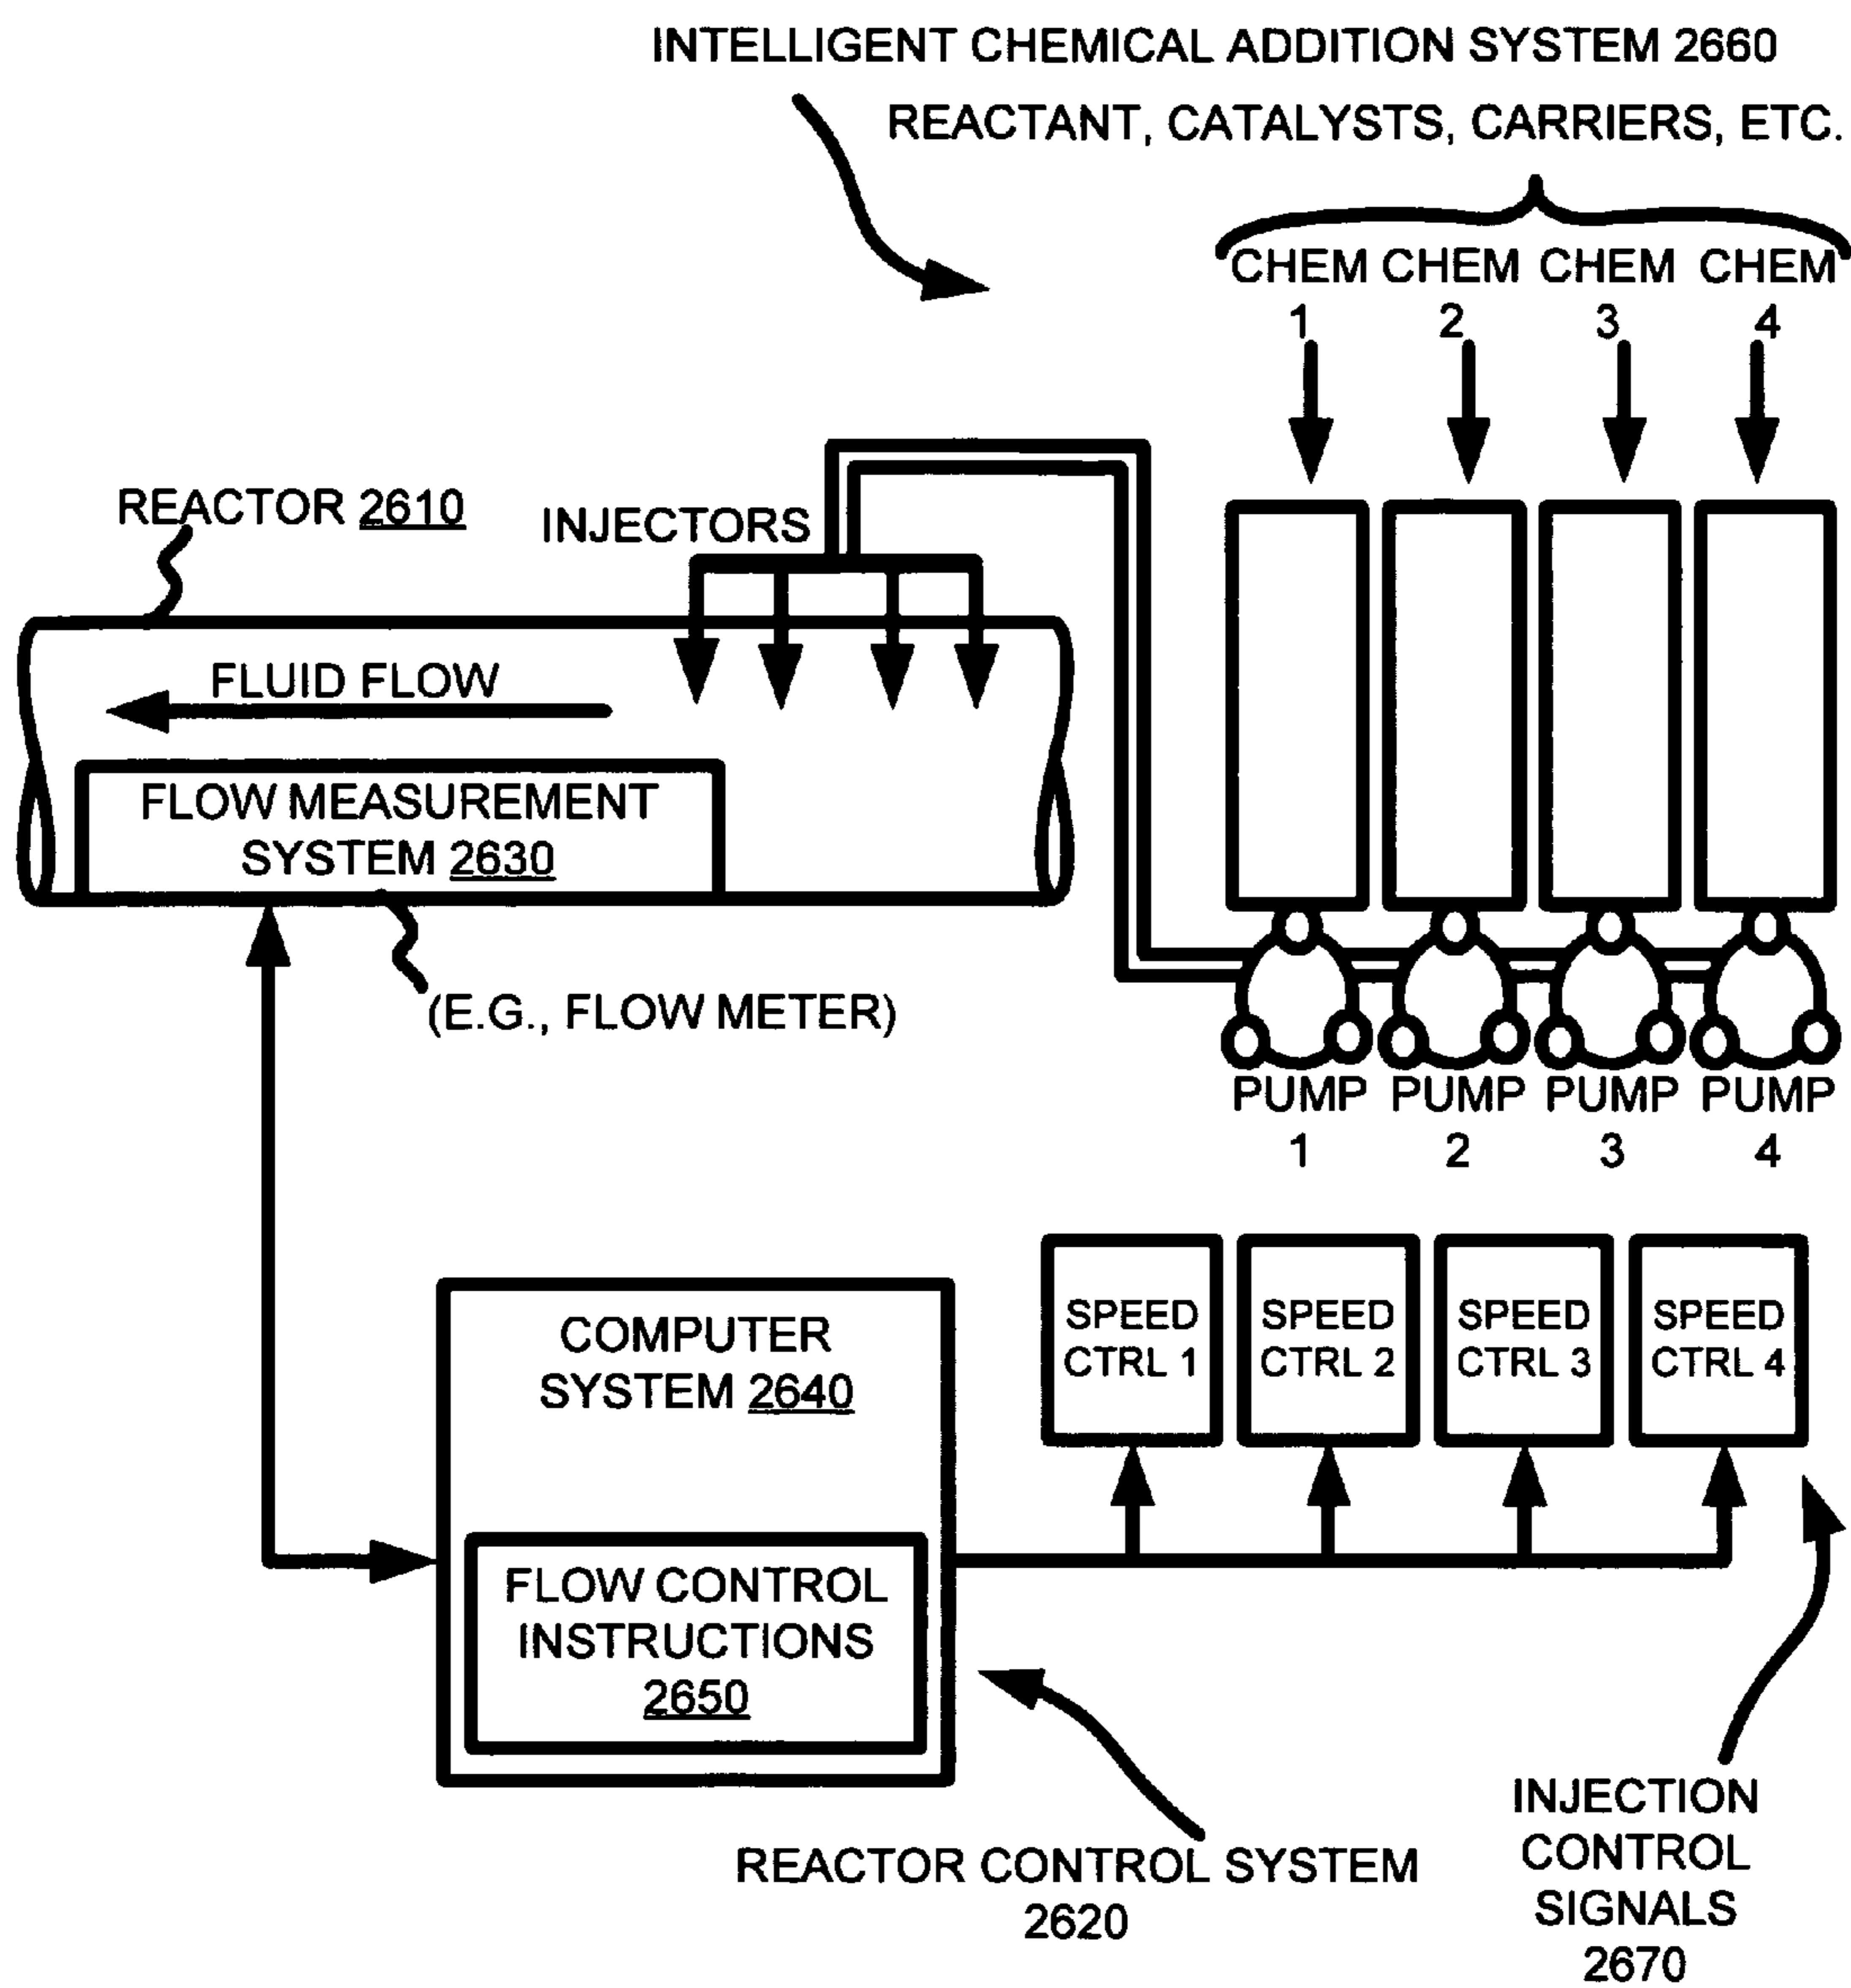 INTELLIGENT CHEMICAL ADDITION SYSTEM 2660
REACTANT, CATALYSTS, CARRIERS, ETC.
CHEM CHEM CHEM CHEM
1 2 3 4
REACTOR 2610
INJECTORS
FLUID FLOW
FLOW MEASUREMENT
SYSTEM 2630
(E.G., FLOW METER)
PUMP PUMP PUMP PUMP
1 2 3 4
SPEED
CTRL 1
SPEED
CTRL 2
SPEED
CTRL 3
SPEED
CTRL 4
COMPUTER
SYSTEM 2640
FLOW CONTROL
INSTRUCTIONS
2650
REACTOR CONTROL SYSTEM
2620
INJECTION
CONTROL
SIGNALS
2670